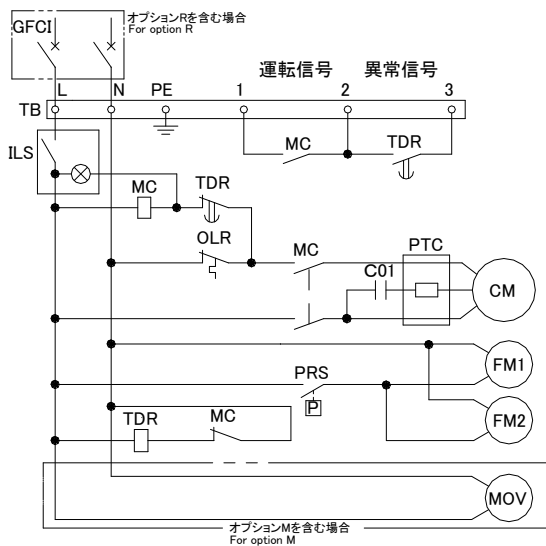 GFCI
オプションRを含む場合
For option R
運転信号 異常信号
L N PE 1 2 3
TB
MC TDR
ILS
MC TDR
OLR MC PTC
C01
CM
FM1
PRS
P
FM2
TDR MC
MOV
オプションMを含む場合
For option M